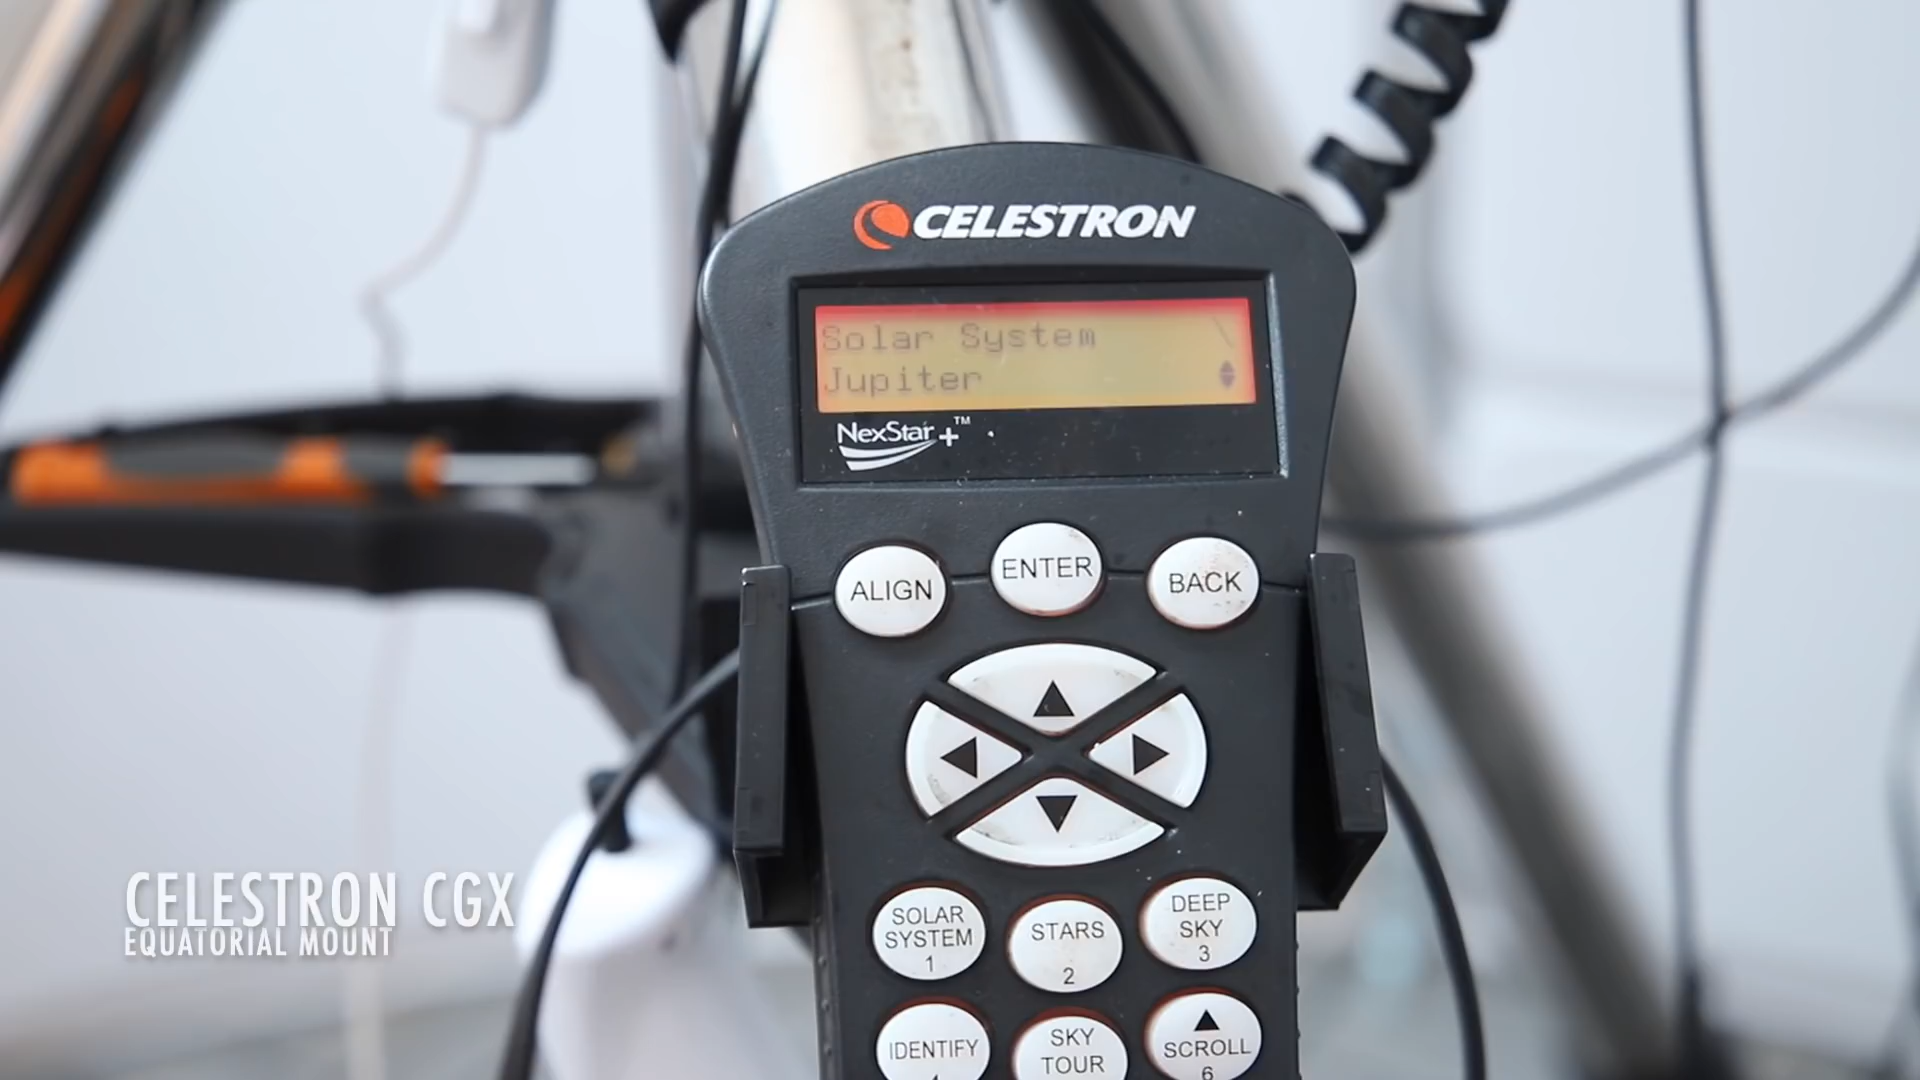 CELESTRON
Solar System
Jupiter
NexStar+™
ALIGN
ENTER
BACK
SOLAR
SYSTEM
1
STARS
2
DEEP
SKY
3
IDENTIFY
SKY
TOUR
SCROLL
6
CELESTRON CGX
EQUATORIAL MOUNT